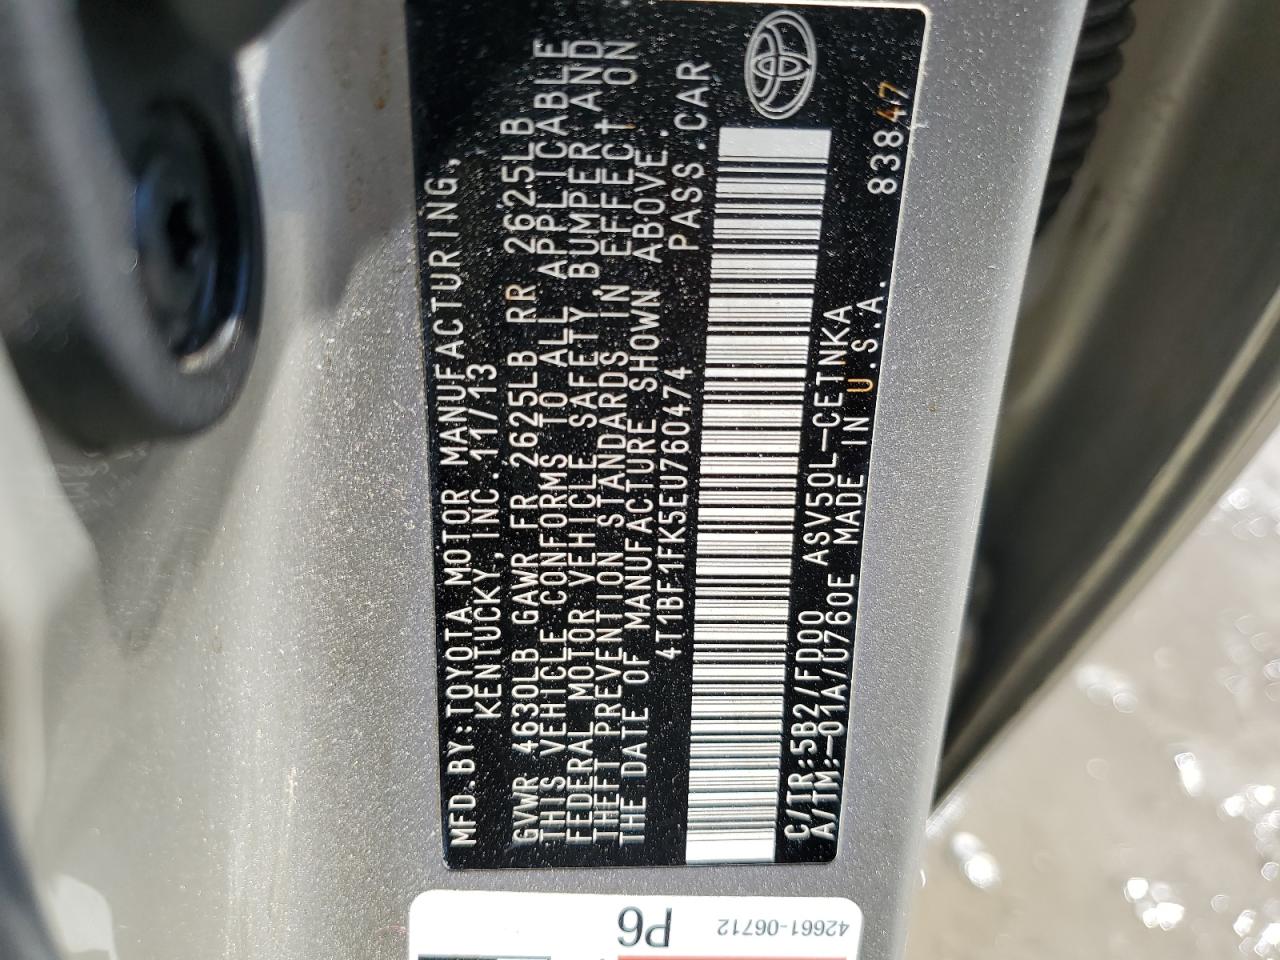 MFD.BY:TOYOTA MOTOR MANUFACTURING,
KENTUCKY, INC. 11/13
GVWR 4630LB GAWR FR 2625LB RR 2625LB
THIS VEHICLE CONFORMS TO ALL APPLICABLE
FEDERAL MOTOR VEHICLE SAFETY, BUMPER AND
THEFT PREVENTION STANDARDS IN EFFECT ON
THE DATE OF MANUFACTURE SHOWN ABOVE.
4T1BF1FK5EU760474 PASS.CAR
C/TR:5B2/FD00 ASV50L-CETNKA
A/TM:-01A/U760E MADE IN U.S.A. 83847
P6
42661-06712